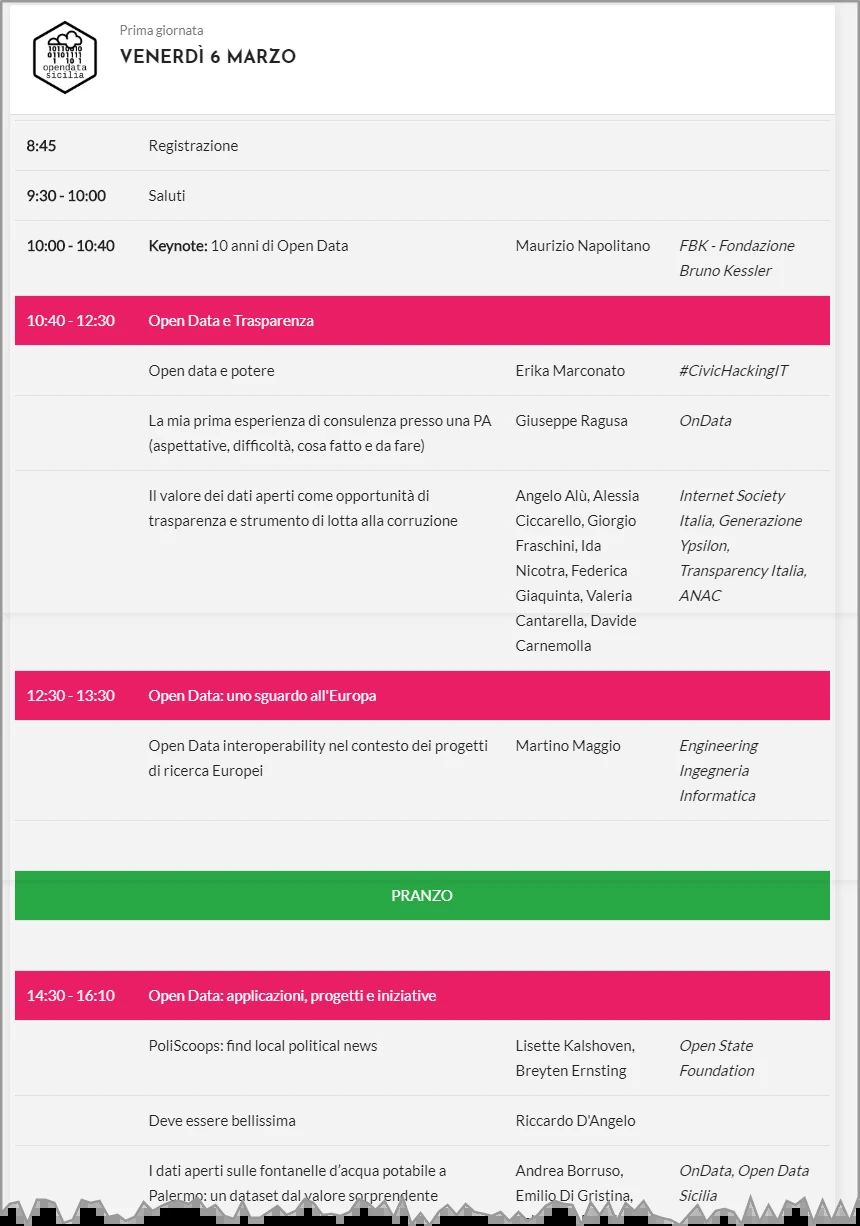 Prima giornata
VENERDÌ 6 MARZO
10110010
01101111
1 10 1
opendata
sicilia
8:45 Registrazione
9:30 - 10:00 Saluti
10:00 - 10:40 Keynote: 10 anni di Open Data Maurizio Napolitano FBK - Fondazione
Bruno Kessler
10:40 - 12:30 Open Data e Trasparenza
Open data e potere Erika Marconato #CivicHackingIT
La mia prima esperienza di consulenza presso una PA Giuseppe Ragusa OnData
(aspettative, difficoltà, cosa fatto e da fare)
Il valore dei dati aperti come opportunità di Angelo Alù, Alessia Internet Society
trasparenza e strumento di lotta alla corruzione Ciccarello, Giorgio Italia, Generazione
Fraschini, Ida Ypsilon,
Nicotra, Federica Transparency Italia,
Giaquinta, Valeria ANAC
Cantarella, Davide
Carnemolla
12:30 - 13:30 Open Data: uno sguardo all'Europa
Open Data interoperability nel contesto dei progetti Martino Maggio Engineering
di ricerca Europei Ingegneria
Informatica
PRANZO
14:30 - 16:10 Open Data: applicazioni, progetti e iniziative
PoliScoops: find local political news Lisette Kalshoven, Open State
Breyten Ernsting Foundation
Deve essere bellissima Riccardo D'Angelo
I dati aperti sulle fontanelle d’acqua potabile a Andrea Borruso, OnData, Open Data
Palermo: un dataset dal valore sorprendente Emilio Di Gristina, Sicilia